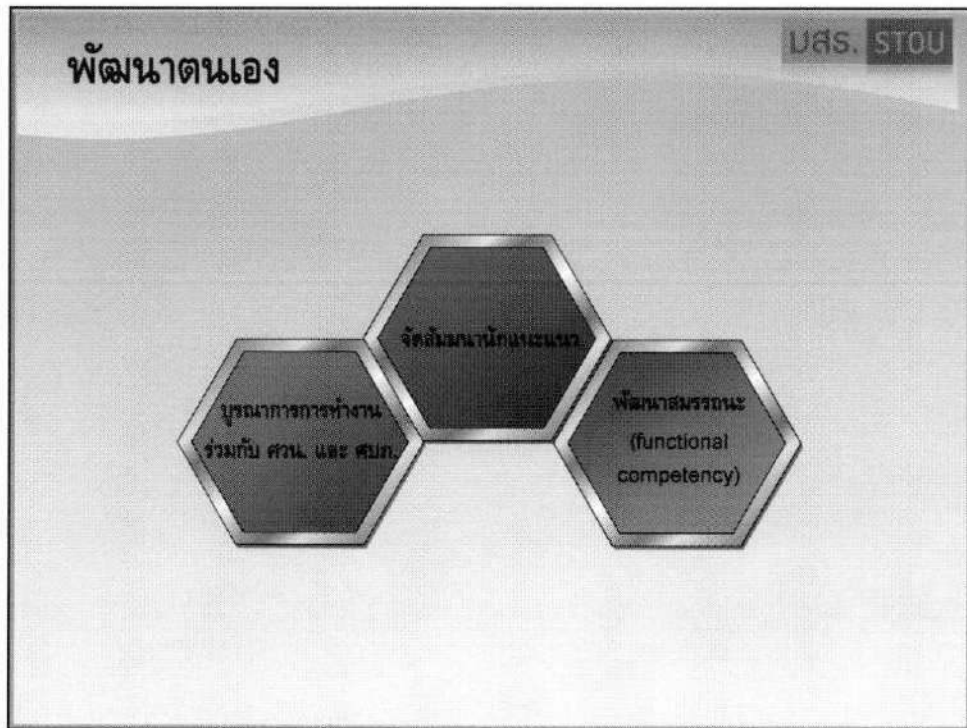 พัฒนาตนเอง
มสธ. STOU
จัดสัมมนานักแนะแนว
บูรณาการการทำงาน
ร่วมกับ ศวน. และ ศบภ.
พัฒนาสมรรถนะ
(functional
competency)